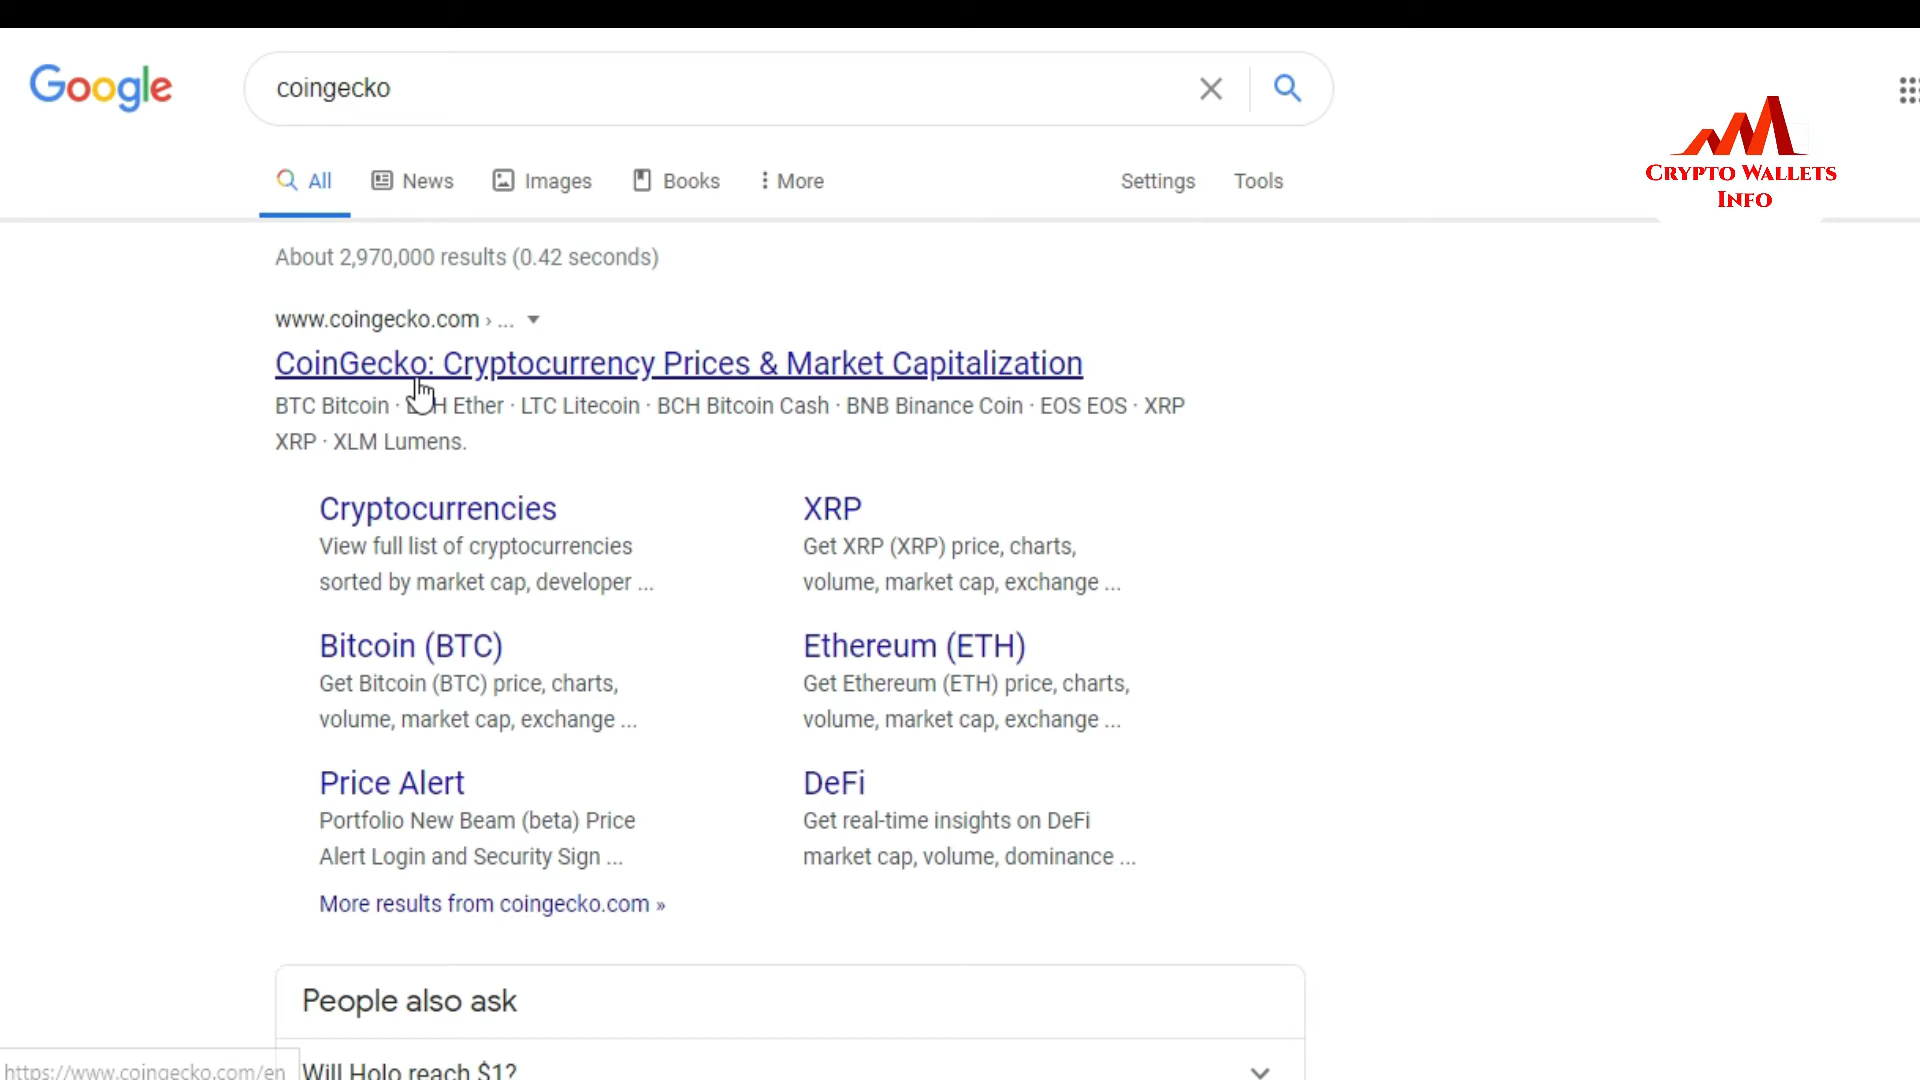 Google
coingecko
All
News
Images
Books
More
Settings
Tools
CRYPTO WALLETS
INFO
About 2,970,000 results (0.42 seconds)
www.coingecko.com › ...
CoinGecko: Cryptocurrency Prices & Market Capitalization
BTC Bitcoin · H Ether · LTC Litecoin · BCH Bitcoin Cash · BNB Binance Coin · EOS EOS · XRP
XRP · XLM Lumens.
Cryptocurrencies
View full list of cryptocurrencies
sorted by market cap, developer ...
XRP
Get XRP (XRP) price, charts,
volume, market cap, exchange ...
Bitcoin (BTC)
Get Bitcoin (BTC) price, charts,
volume, market cap, exchange ...
Ethereum (ETH)
Get Ethereum (ETH) price, charts,
volume, market cap, exchange ...
Price Alert
Portfolio New Beam (beta) Price
Alert Login and Security Sign ...
DeFi
Get real-time insights on DeFi
market cap, volume, dominance ...
More results from coingecko.com »
People also ask
Will Holo reach $1?
https://www.coingecko.com/en